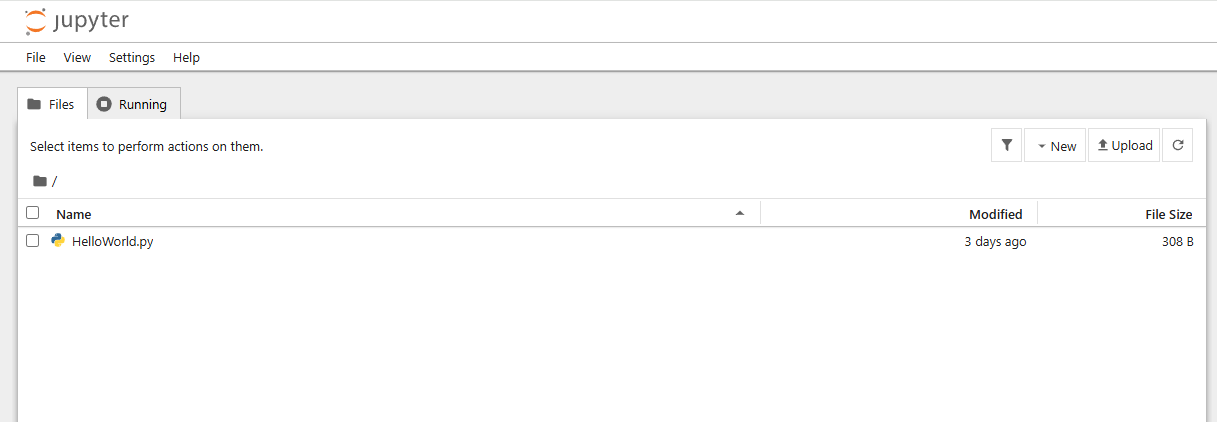 jupyter
File View Settings Help
Files Running
Select items to perform actions on them.
New Upload
/
Name Modified File Size
HelloWorld.py 3 days ago 308 B